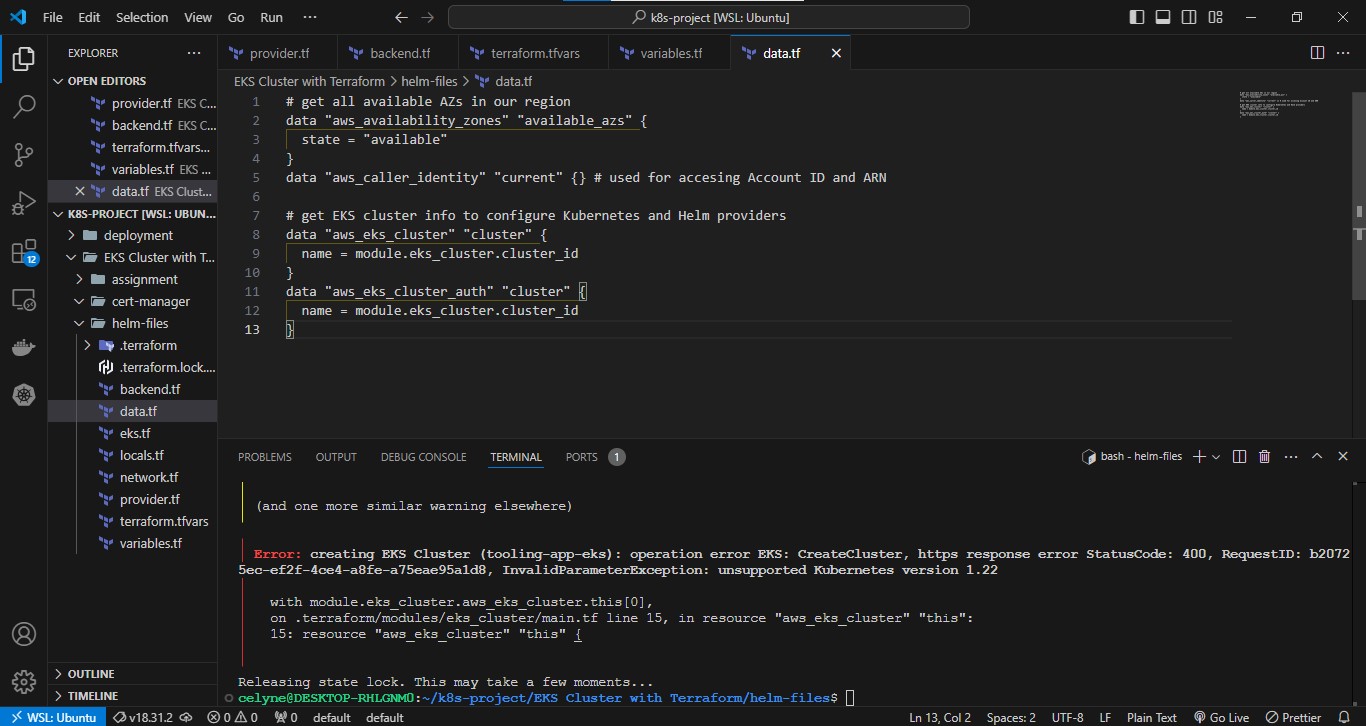 File Edit Selection View Go Run ··· k8s-project [WSL: Ubuntu]
EXPLORER ···
OPEN EDITORS
provider.tf EKS C...
backend.tf EKS C...
terraform.tfvars...
variables.tf EKS ...
data.tf EKS Clust...
K8S-PROJECT [WSL: UBUN...
deployment
EKS Cluster with T...
assignment
cert-manager
helm-files
.terraform
.terraform.lock....
backend.tf
data.tf
eks.tf
locals.tf
network.tf
provider.tf
terraform.tfvars
variables.tf
OUTLINE
TIMELINE
12
provider.tf backend.tf terraform.tfvars variables.tf data.tf
EKS Cluster with Terraform > helm-files > data.tf
1 # get all available AZs in our region
2 data "aws_availability_zones" "available_azs" {
3 state = "available"
4 }
5 data "aws_caller_identity" "current" {} # used for accesing Account ID and ARN
6
7 # get EKS cluster info to configure Kubernetes and Helm providers
8 data "aws_eks_cluster" "cluster" {
9 name = module.eks_cluster.cluster_id
10 }
11 data "aws_eks_cluster_auth" "cluster" {
12 name = module.eks_cluster.cluster_id
13 }
PROBLEMS OUTPUT DEBUG CONSOLE TERMINAL PORTS 1 bash - helm-files
(and one more similar warning elsewhere)
Error: creating EKS Cluster (tooling-app-eks): operation error EKS: CreateCluster, https response error StatusCode: 400, RequestID: b2072
5ec-ef2f-4ce4-a8fe-a75eae95a1d8, InvalidParameterException: unsupported Kubernetes version 1.22
with module.eks_cluster.aws_eks_cluster.this[0],
on .terraform/modules/eks_cluster/main.tf line 15, in resource "aws_eks_cluster" "this":
15: resource "aws_eks_cluster" "this" {
Releasing state lock. This may take a few moments...
celyne@DESKTOP-RHLGNM0:~/k8s-project/EKS Cluster with Terraform/helm-files$
WSL: Ubuntu v18.31.2 0 0 0 default default Ln 13, Col 2 Spaces: 2 UTF-8 LF Plain Text Go Live Prettier